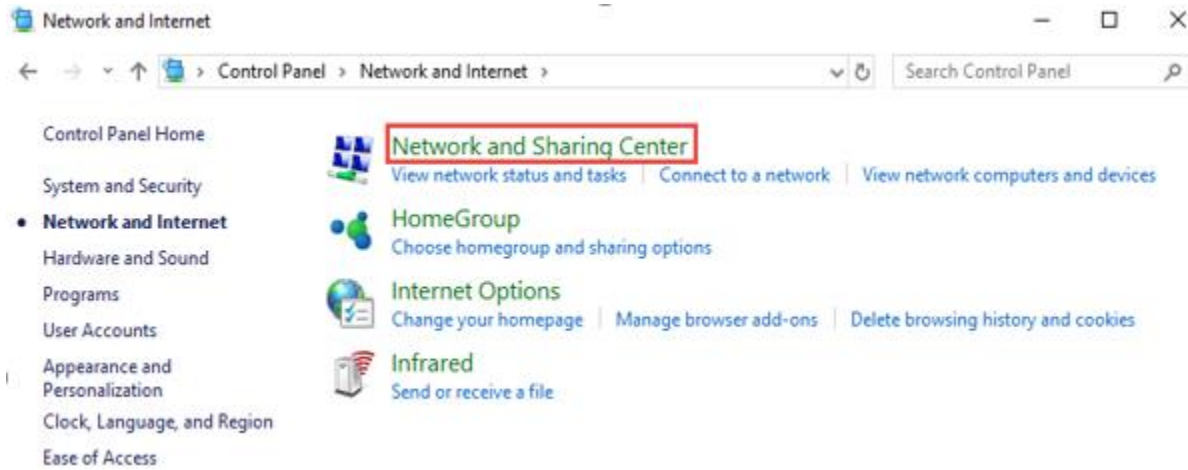 Network and Internet
Control Panel > Network and Internet >
Search Control Panel
Control Panel Home
System and Security
Network and Internet
Hardware and Sound
Programs
User Accounts
Appearance and
Personalization
Clock, Language, and Region
Ease of Access
Network and Sharing Center
View network status and tasks | Connect to a network | View network computers and devices
HomeGroup
Choose homegroup and sharing options
Internet Options
Change your homepage | Manage browser add-ons | Delete browsing history and cookies
Infrared
Send or receive a file